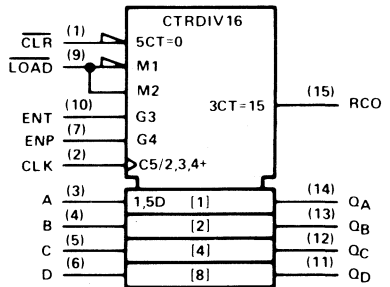 CTRDIV16
CLR (1) 5CT=0
LOAD (9) M1
M2
ENT (10) G3 3CT=15 (15) RCO
ENP (7) G4
CLK (2) C5/2,3,4+
A (3) 1,5D [1] (14) QA
B (4) [2] (13) QB
C (5) [4] (12) QC
D (6) [8] (11) QD